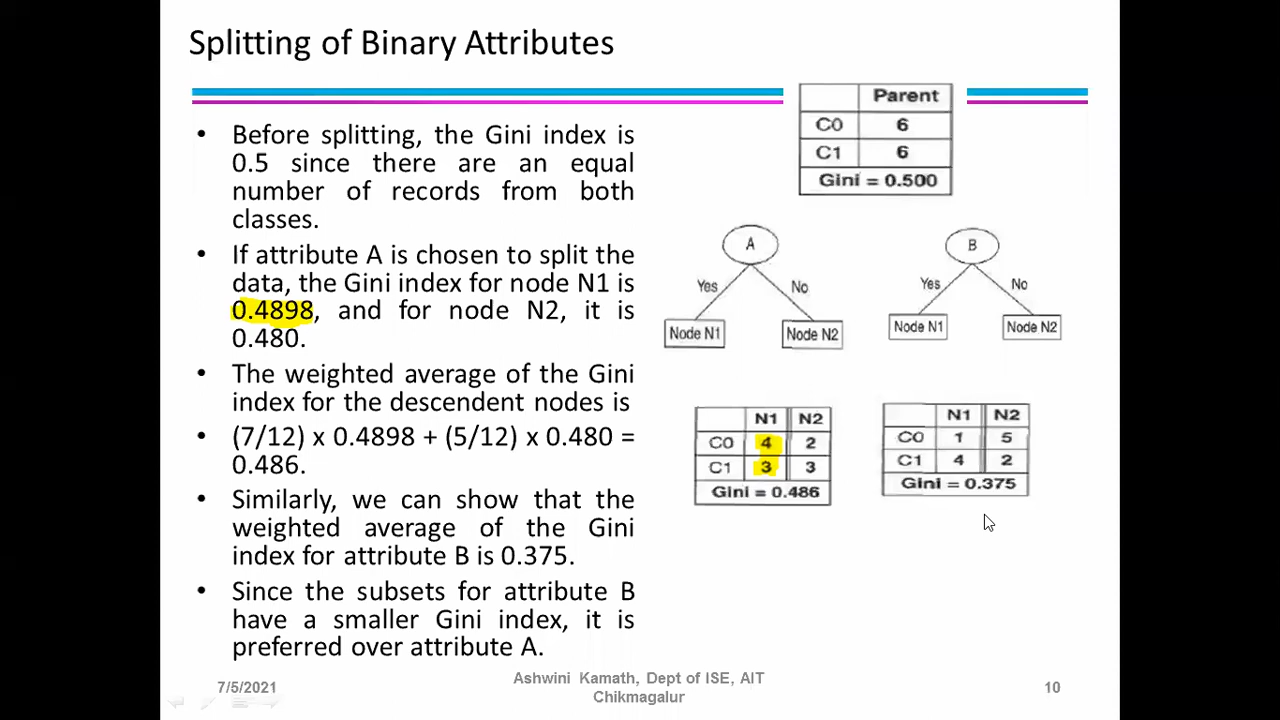 Splitting of Binary Attributes
• Before splitting, the Gini index is
0.5 since there are an equal
number of records from both
classes.
• If attribute A is chosen to split the
data, the Gini index for node N1 is
0.4898, and for node N2, it is
0.480.
• The weighted average of the Gini
index for the descendent nodes is
• (7/12) x 0.4898 + (5/12) x 0.480 =
0.486.
• Similarly, we can show that the
weighted average of the Gini
index for attribute B is 0.375.
• Since the subsets for attribute B
have a smaller Gini index, it is
preferred over attribute A.
Parent
C0 6
C1 6
Gini = 0.500
A
Yes No
Node N1 Node N2
B
Yes No
Node N1 Node N2
N1 N2
C0 4 2
C1 3 3
Gini = 0.486
N1 N2
C0 1 5
C1 4 2
Gini = 0.375
7/5/2021
Ashwini Kamath, Dept of ISE, AIT
Chikmagalur
10